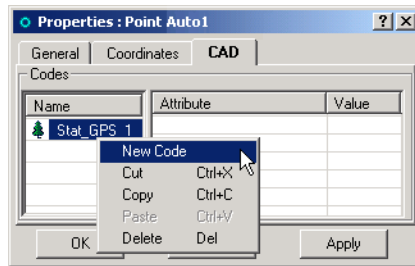 Properties : Point Auto1
General Coordinates CAD
Codes
Name Attribute Value
Stat_GPS_1
New Code
Cut Ctrl+X
Copy Ctrl+C
Paste Ctrl+V
Delete Del
OK Apply